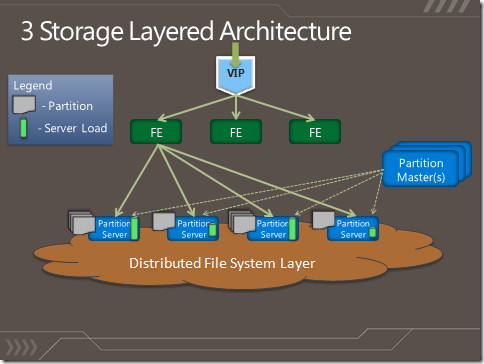 3 Storage Layered Architecture
VIP
Legend
- Partition
- Server Load
FE
FE
FE
Partition
Master(s)
Partition
Server
Partition
Server
Partition
Server
Partition
Server
Distributed File System Layer